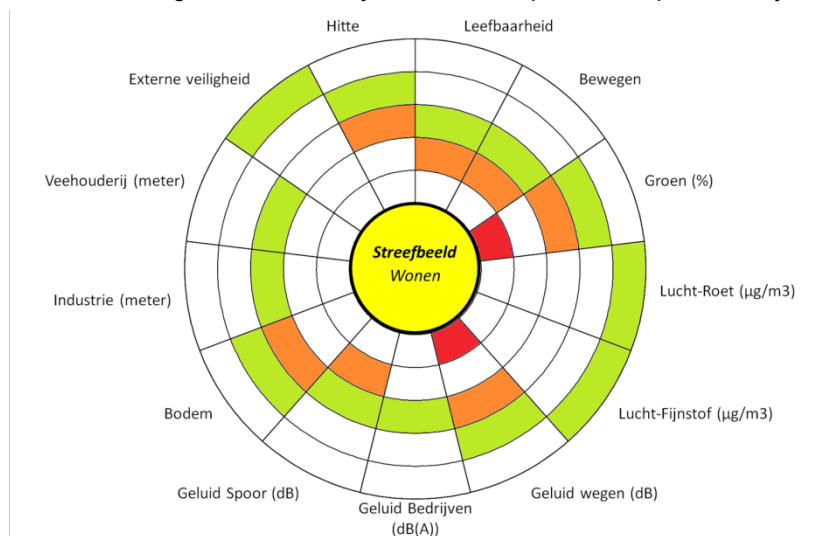 Hitte
Leefbaarheid
Externe veiligheid
Bewegen
Veehouderij (meter)
Groen (%)
Streefbeeld
Wonen
Industrie (meter)
Lucht-Roet (µg/m3)
Bodem
Lucht-Fijnstof (µg/m3)
Geluid Spoor (dB)
Geluid Bedrijven
(dB(A))
Geluid wegen (dB)